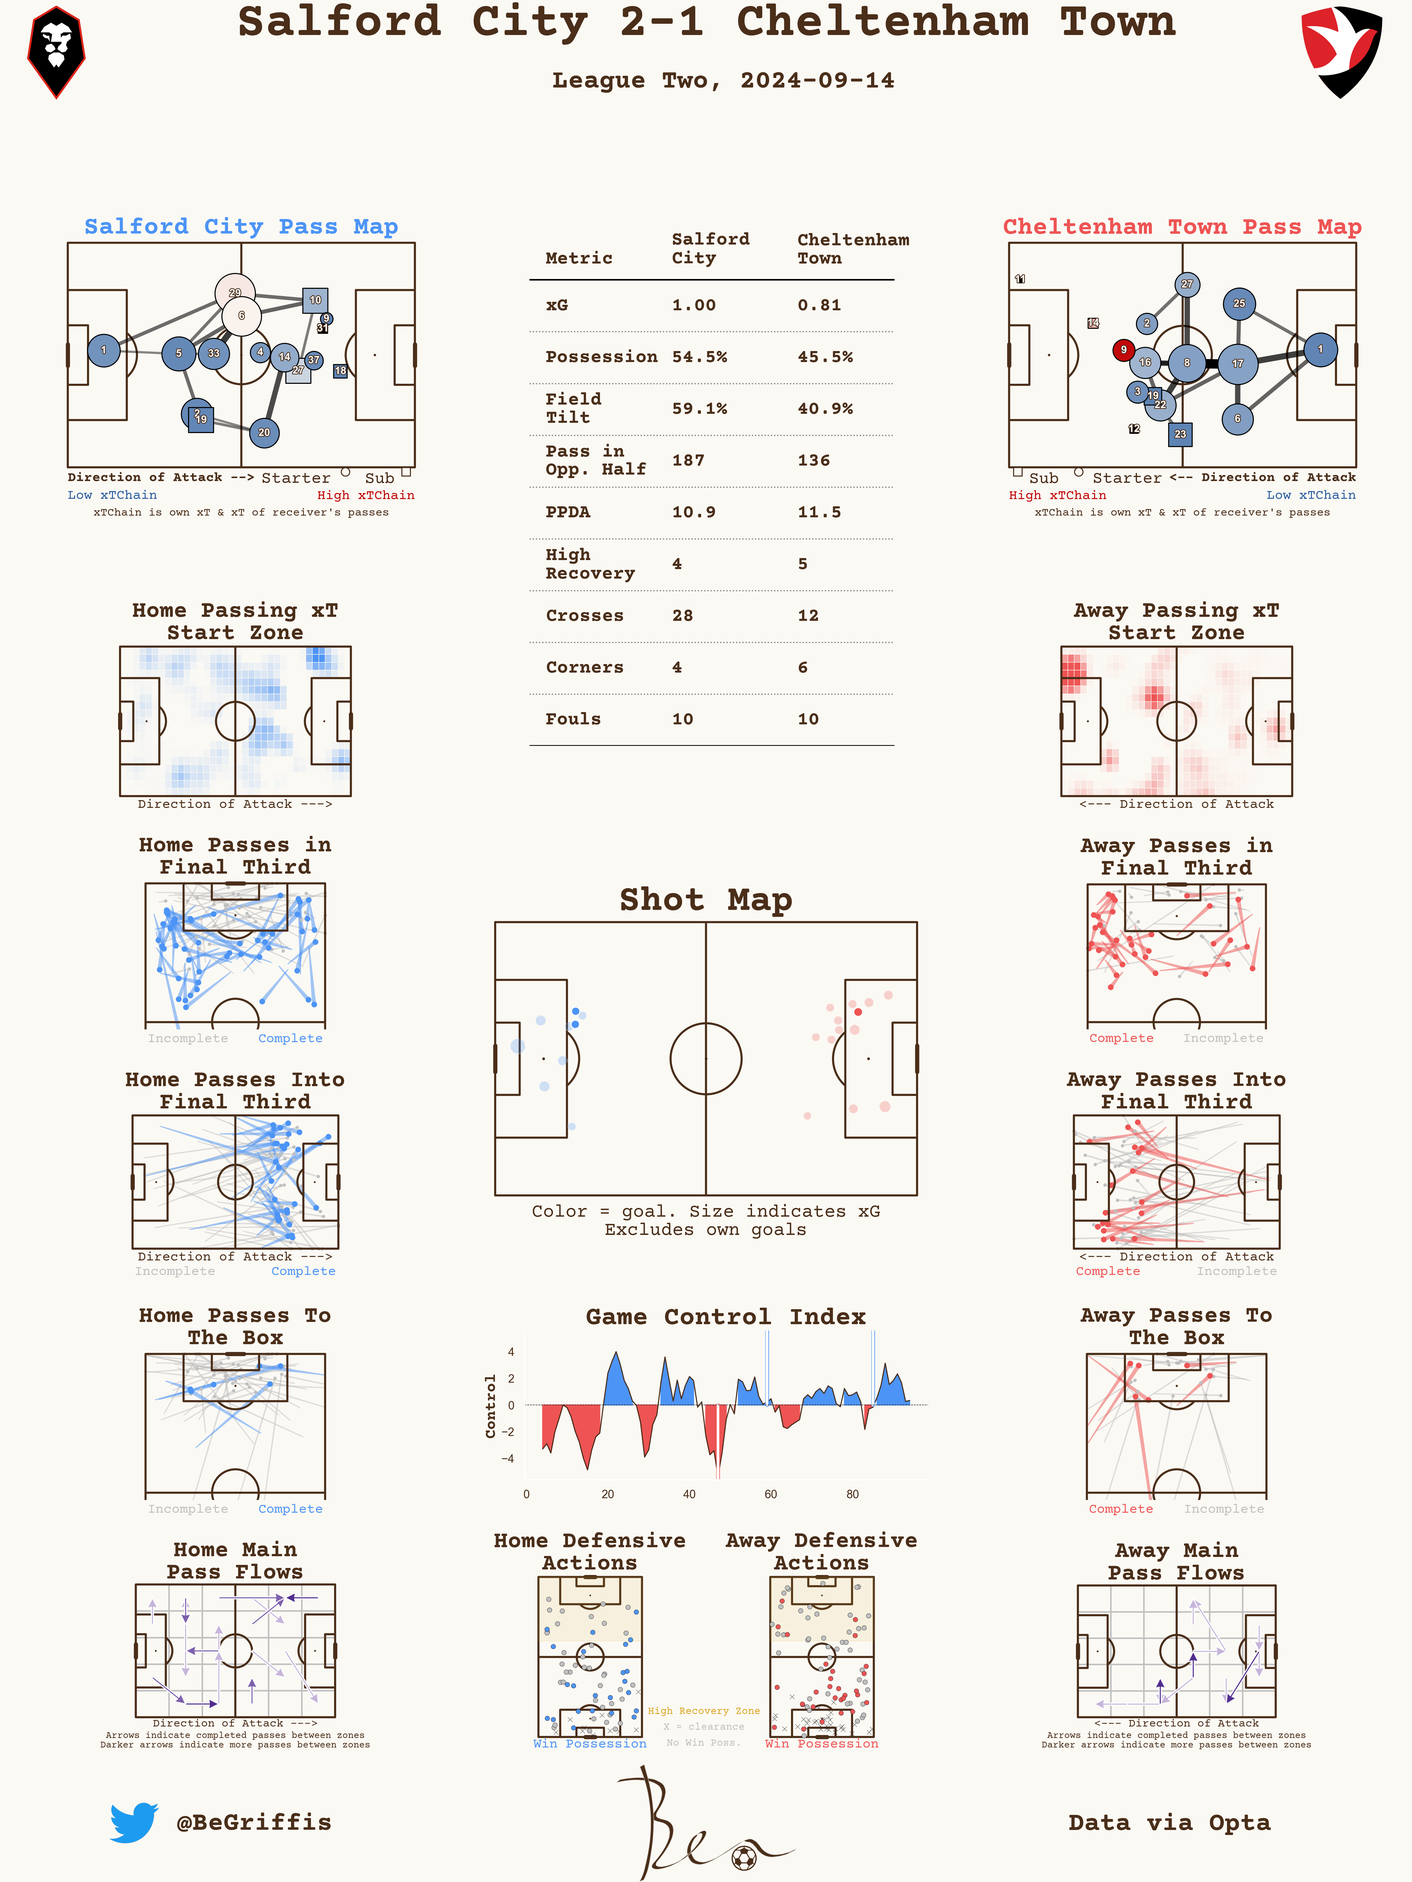 Salford City 2-1 Cheltenham Town
League Two, 2024-09-14
Salford City Pass Map
29
10
6
9
31
1
5
33
4
14
37
27
18
2
19
20
Direction of Attack --> Starter Sub
Low xTChain High xTChain
xTChain is own xT & xT of receiver's passes
Metric Salford City Cheltenham Town
xG 1.00 0.81
Possession 54.5% 45.5%
Field Tilt 59.1% 40.9%
Pass in Opp. Half 187 136
PPDA 10.9 11.5
High Recovery 4 5
Crosses 28 12
Corners 4 6
Fouls 10 10
Cheltenham Town Pass Map
11
27
25
14
2
9
16
8
17
1
3
19
22
6
12
23
Sub Starter <-- Direction of Attack
High xTChain Low xTChain
xTChain is own xT & xT of receiver's passes
Home Passing xT
Start Zone
Direction of Attack --->
Away Passing xT
Start Zone
<--- Direction of Attack
Home Passes in
Final Third
Incomplete Complete
Shot Map
Color = goal. Size indicates xG
Excludes own goals
Away Passes in
Final Third
Complete Incomplete
Home Passes Into
Final Third
Direction of Attack --->
Incomplete Complete
Away Passes Into
Final Third
<--- Direction of Attack
Complete Incomplete
Home Passes To
The Box
Incomplete Complete
Game Control Index
Control
4
2
0
−2
−4
0 20 40 60 80
Away Passes To
The Box
Complete Incomplete
Home Main
Pass Flows
Direction of Attack --->
Arrows indicate completed passes between zones
Darker arrows indicate more passes between zones
Home Defensive
Actions
Win Possession
High Recovery Zone
X = clearance
No Win Poss.
Away Defensive
Actions
Win Possession
Away Main
Pass Flows
<--- Direction of Attack
Arrows indicate completed passes between zones
Darker arrows indicate more passes between zones
@BeGriffis
Ben
Data via Opta